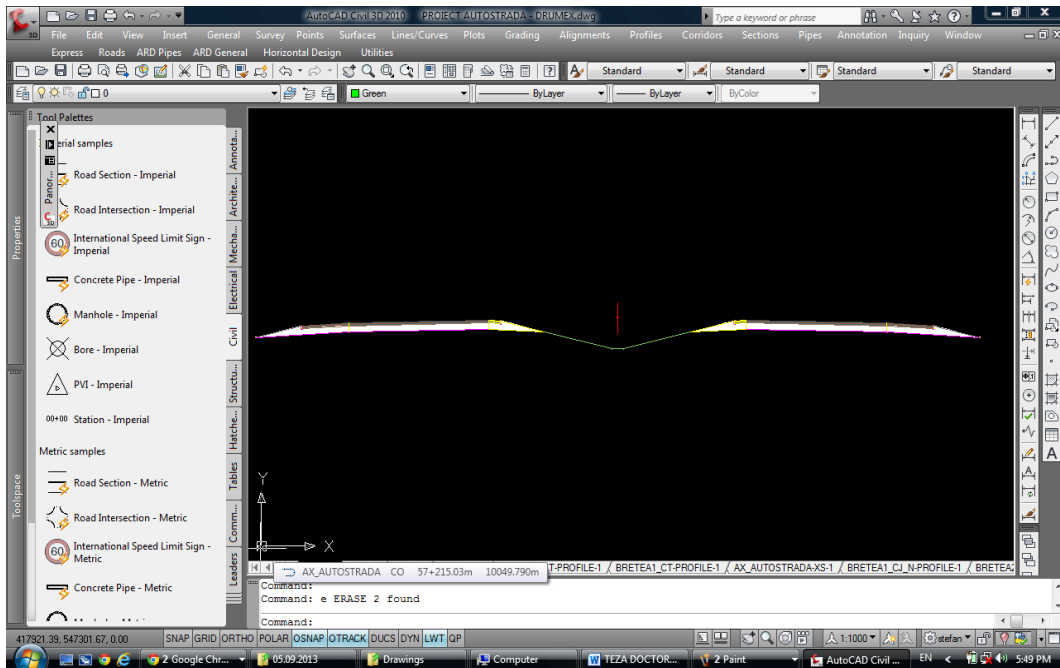 AutoCAD Civil 3D 2010 PROJECT AUTOSTRADA - DRUMEX.dwg Type a keyword or phrase
File Edit View Insert General Survey Points Surfaces Lines/Curves Plots Grading Alignments Profiles Corridors Sections Pipes Annotation Inquiry Window
Express Roads ARD Pipes ARD General Horizontal Design Utilities
Standard Standard Standard Standard
0 Green ByLayer ByLayer ByColor
Tool Palettes
erial samples
Road Section - Imperial
Road Intersection - Imperial
International Speed Limit Sign -
Imperial
Concrete Pipe - Imperial
Manhole - Imperial
Bore - Imperial
PVI - Imperial
00+00 Station - Imperial
Metric samples
Road Section - Metric
Road Intersection - Metric
International Speed Limit Sign -
Metric
Concrete Pipe - Metric
Panor...
Properties
Toolspace
Annota...
Archite...
Mecha...
Electrical
Civil
Structu...
Hatche...
Tables
Comm...
Leaders
60
60
Y
X
AX_AUTOSTRADA CO 57+215.03m 10049.790m
T-PROFILE-1 / BRETEA1_CT-PROFILE-1 / AX_AUTOSTRADA-XS-1 / BRETEA1_CJ_N-PROFILE-1 / BRETEA2
Command:
Command: e ERASE 2 found
Command:
417921.39, 547301.67, 0.00 SNAP GRID ORTHO POLAR OSNAP OTRACK DUCS DYN LWT QP 1:1000 stefan
2 Google Chr... 05.09.2013 Drawings Computer TEZA DOCTOR... 2 Paint AutoCAD Civil ... EN 5:49 PM